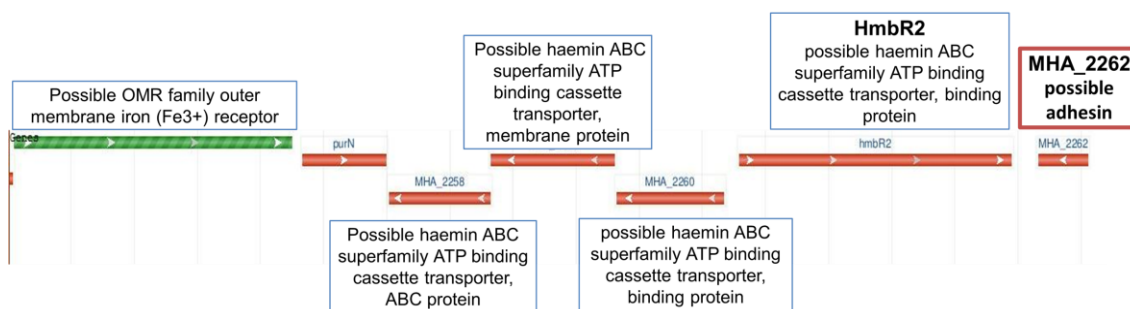 Possible OMR family outer
membrane iron (Fe3+) receptor
Possible haemin ABC
superfamily ATP
binding cassette
transporter,
membrane protein
HmbR2
possible haemin ABC
superfamily ATP binding
cassette transporter, binding
protein
MHA_2262
possible
adhesin
purN
hmbR2
MHA_2262
MHA_2258
MHA_2260
Possible haemin ABC
superfamily ATP binding
cassette transporter,
ABC protein
possible haemin ABC
superfamily ATP binding
cassette transporter,
binding protein